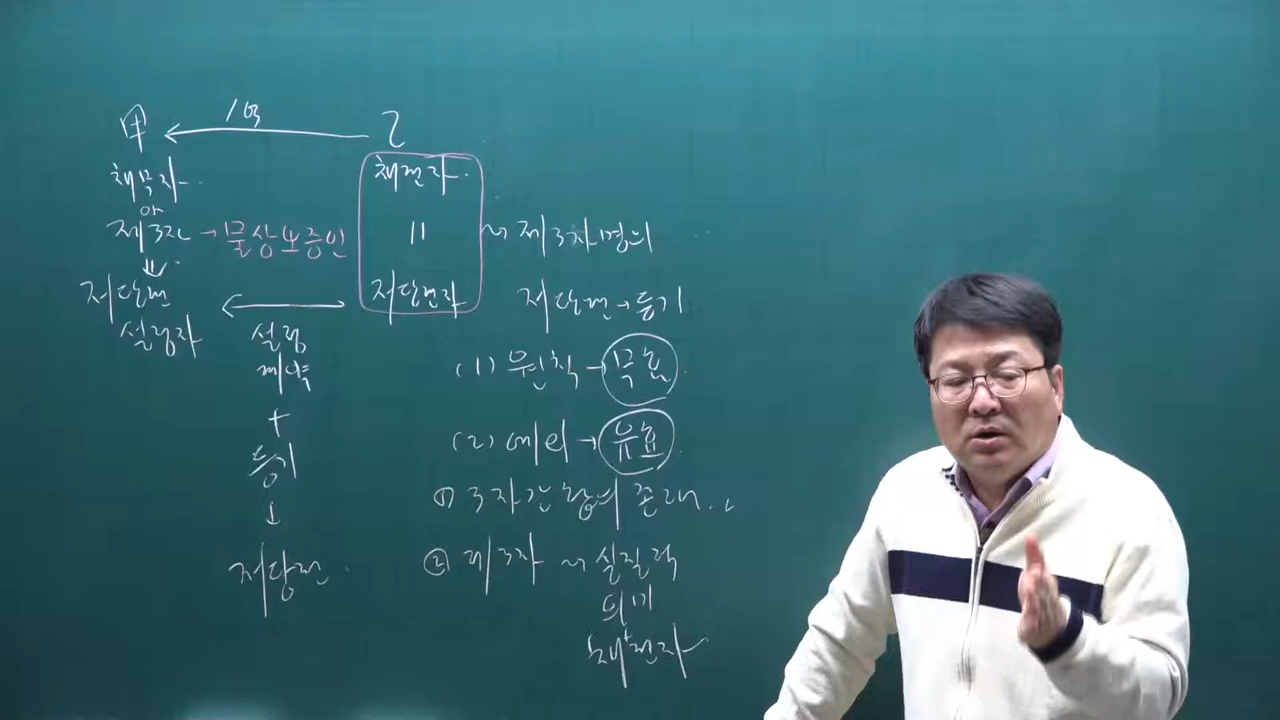 甲 ← 1억 乙
채무자
or
제3자 → 물상보증인
⇓
저당권
설정자
채권자
||
저당권자
~ 제3자명의
저당권 → 등기
(1) 원칙 → 무효
(2) 예외 → 유효
① 3자간 합의 존재
② 제3자 ~ 실질적
의미
채권자
←
설정
계약
+
등기
↓
저당권